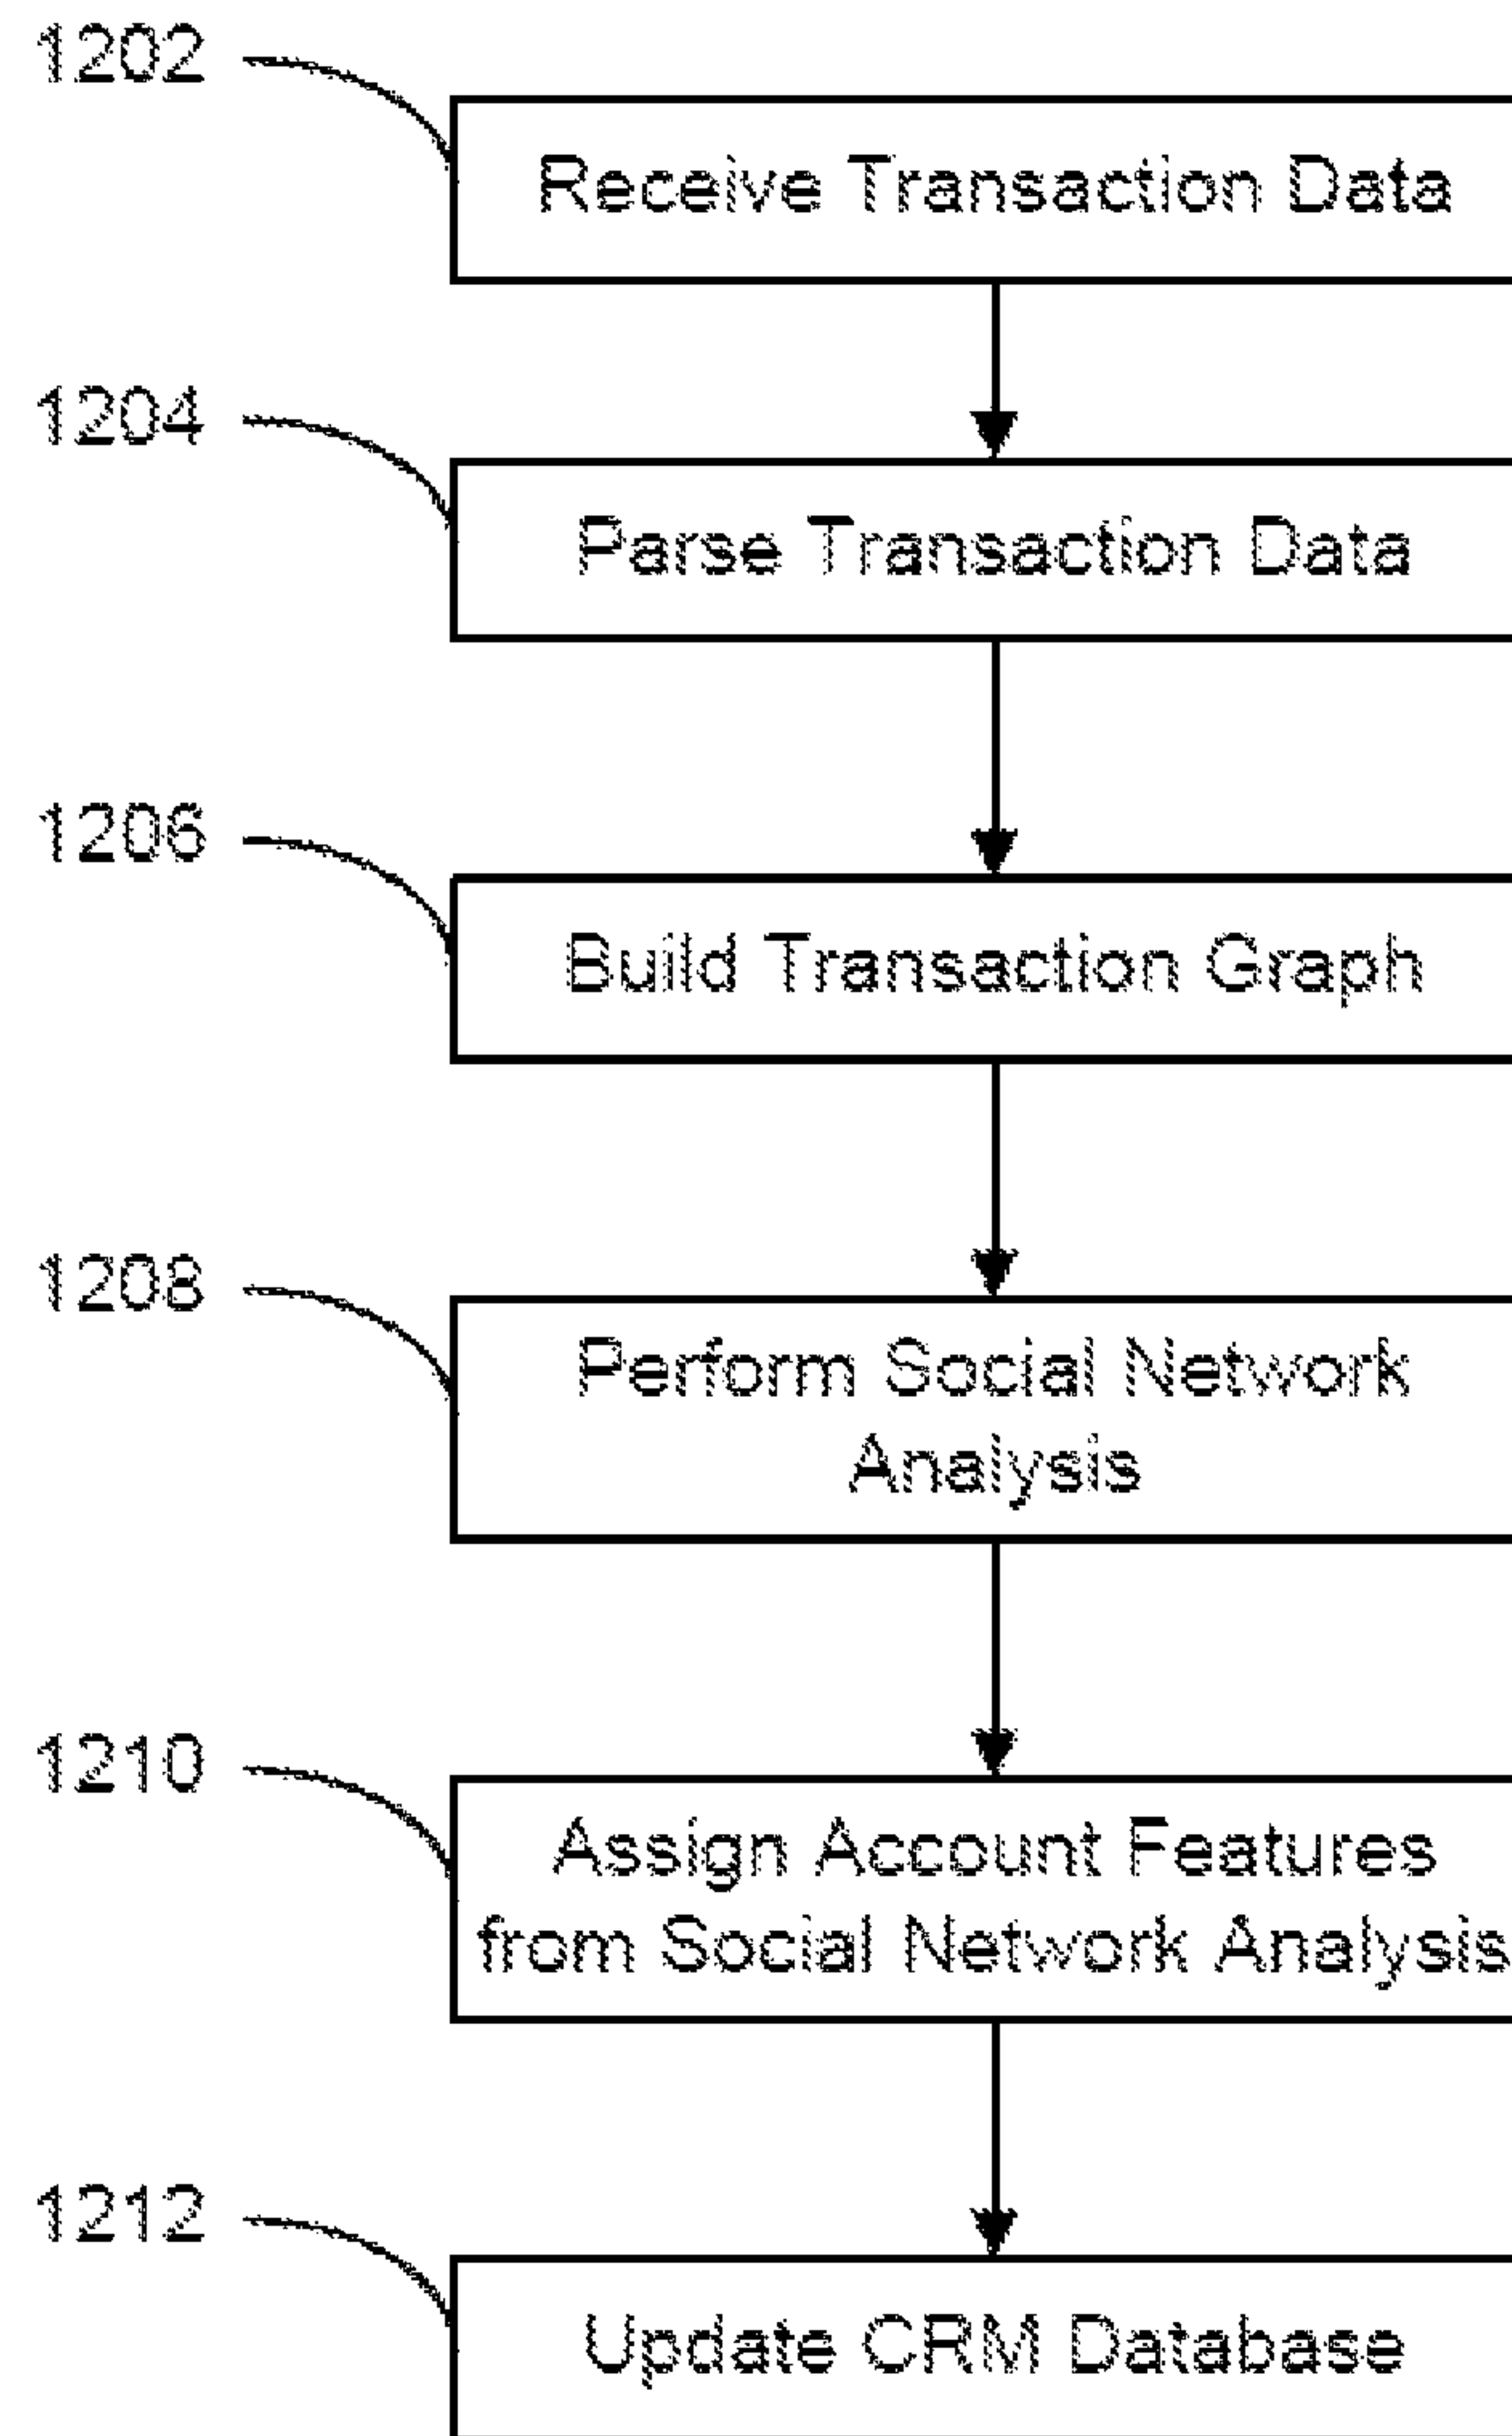 1202
Receive Transaction Data
1204
Parse Transaction Data
1206
Build Transaction Graph
1208
Perform Social Network
Analysis
1210
Assign Account Features
from Social Network Analysis
1212
Update CRM Database